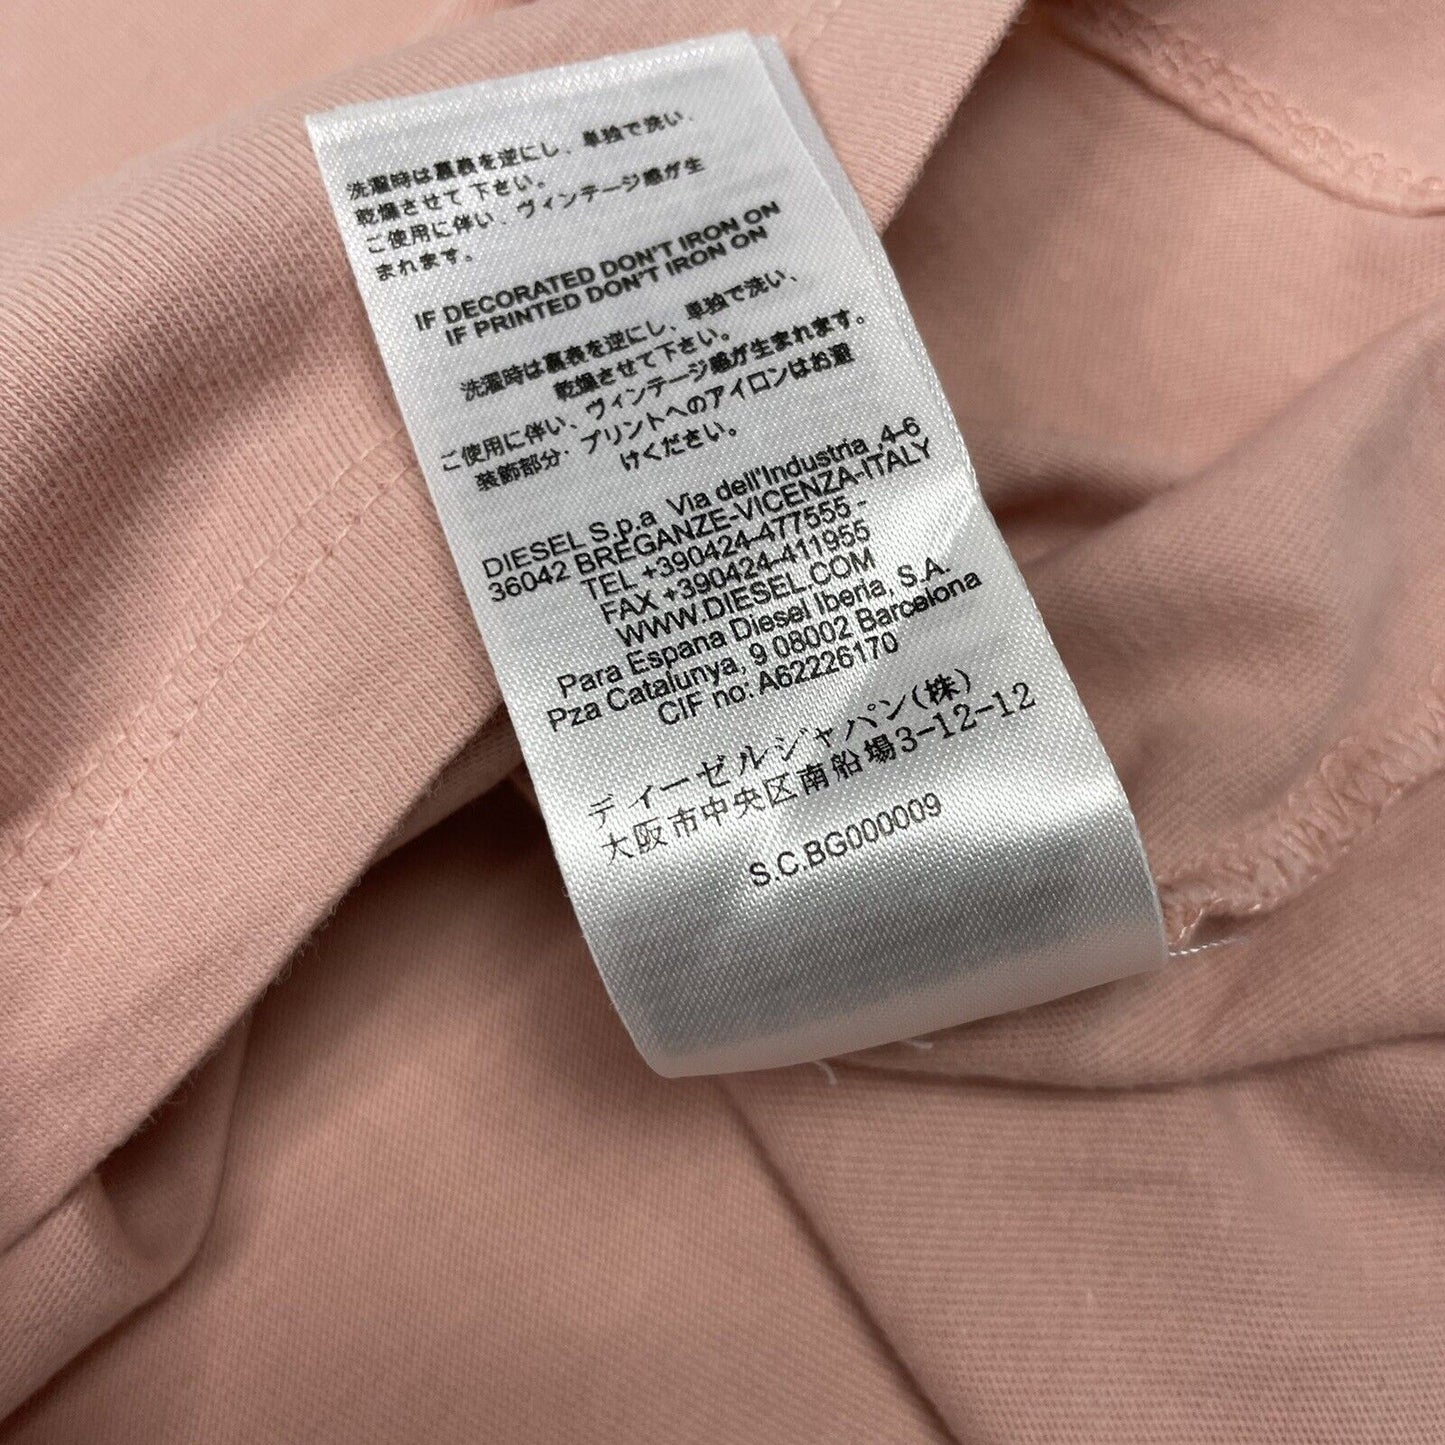 洗濯時は裏表を逆にし、単独で洗い、
乾燥させて下さい。
ご使用に伴い、ヴィンテージ感が生
まれます。
IF DECORATED DON'T IRON ON
IF PRINTED DON'T IRON ON
洗濯時は裏表を逆にし、単独で洗い、
乾燥させて下さい。
ご使用に伴い、ヴィンテージ感が生まれます。
装飾部分、プリントへのアイロンはお避
けください。
DIESEL S.p.a Via dell'Industria ,4-6
36042 BREGANZE-VICENZA-ITALY
TEL +390424-477555 -
FAX +390424-411955
WWW.DIESEL.COM
Para Espana Diesel Iberia, S.A.
Pza Catalunya, 9 08002 Barcelona
CIF no: A62226170
ディーゼルジャパン(株)
大阪市中央区南船場3-12-12
S.C.BG000009